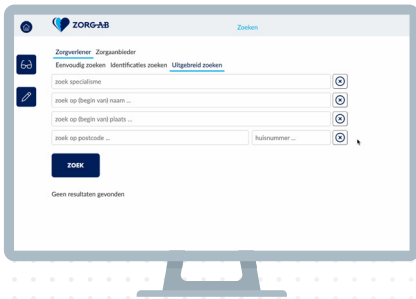 ZORG-AB
Zoeken
Zorgverlener Zorgaanbieder
Eenvoudig zoeken Identificaties zoeken Uitgebreid zoeken
zoek specialisme
zoek op (begin van) naam ...
zoek op (begin van) plaats ...
zoek op postcode ... huisnummer ...
ZOEK
Geen resultaten gevonden